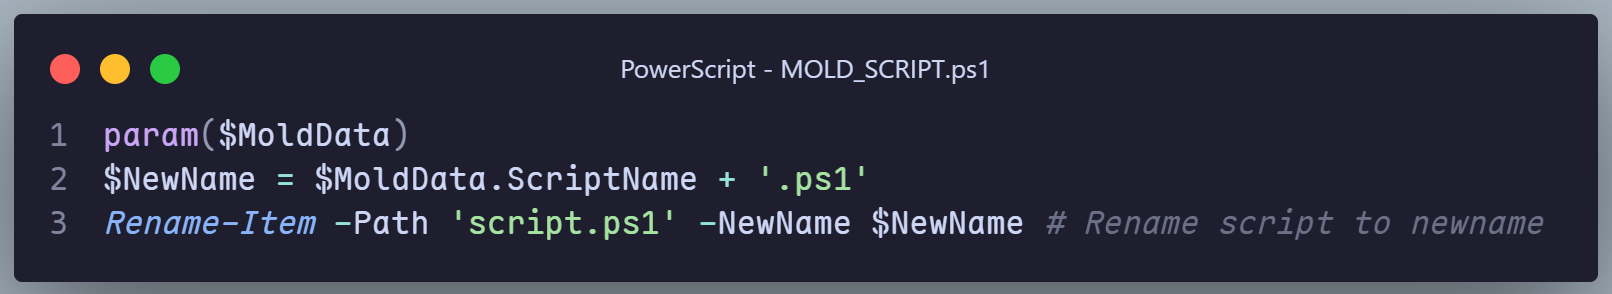 PowerScript - MOLD_SCRIPT.ps1
1 param($MoldData)
2 $NewName = $MoldData.ScriptName + '.ps1'
3 Rename-Item -Path 'script.ps1' -NewName $NewName # Rename script to newname